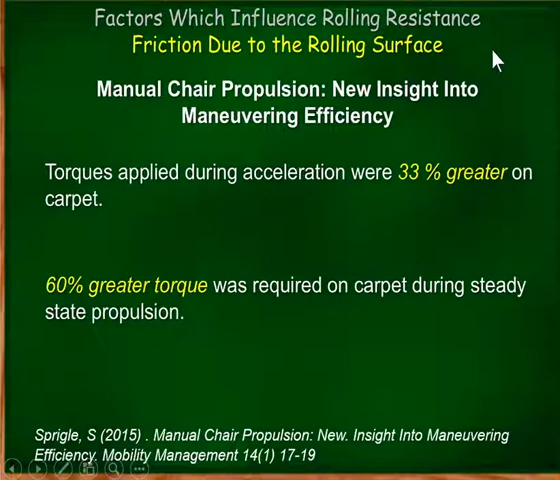 Factors Which Influence Rolling Resistance
Friction Due to the Rolling Surface
Manual Chair Propulsion: New Insight Into
Maneuvering Efficiency
Torques applied during acceleration were 33 % greater on
carpet.
60% greater torque was required on carpet during steady
state propulsion.
Sprigle, S (2015) . Manual Chair Propulsion: New. Insight Into Maneuvering
Efficiency. Mobility Management 14(1) 17-19